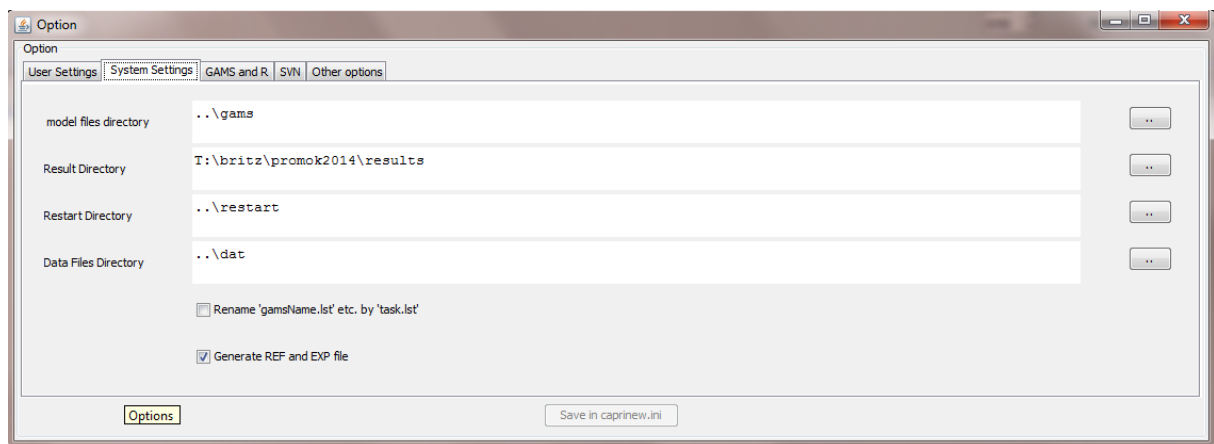 Option
Option
User Settings System Settings GAMS and R SVN Other options
model files directory ..\gams ..
Result Directory T:\britz\promok2014\results ..
Restart Directory ..\restart ..
Data Files Directory ..\dat ..
Rename 'gamsName.lst' etc. by 'task.lst'
Generate REF and EXP file
Options Save in caprinew.ini